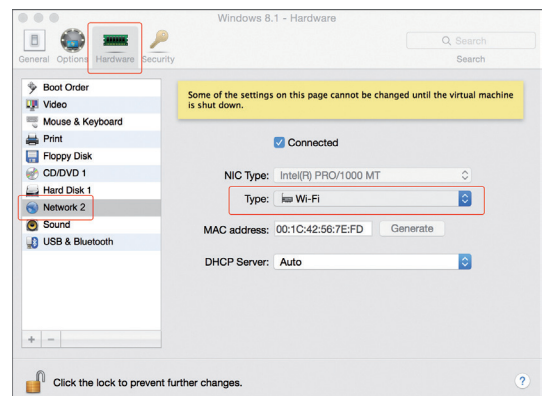 Windows 8.1 - Hardware
General
Options
Hardware
Security
Search
Search
Boot Order
Video
Mouse & Keyboard
Print
Floppy Disk
CD/DVD 1
Hard Disk 1
Network 2
Sound
USB & Bluetooth
+ −
Some of the settings on this page cannot be changed until the virtual machine
is shut down.
Connected
NIC Type: Intel(R) PRO/1000 MT
Type: Wi-Fi
MAC address: 00:1C:42:56:7E:FD Generate
DHCP Server: Auto
Click the lock to prevent further changes.
?